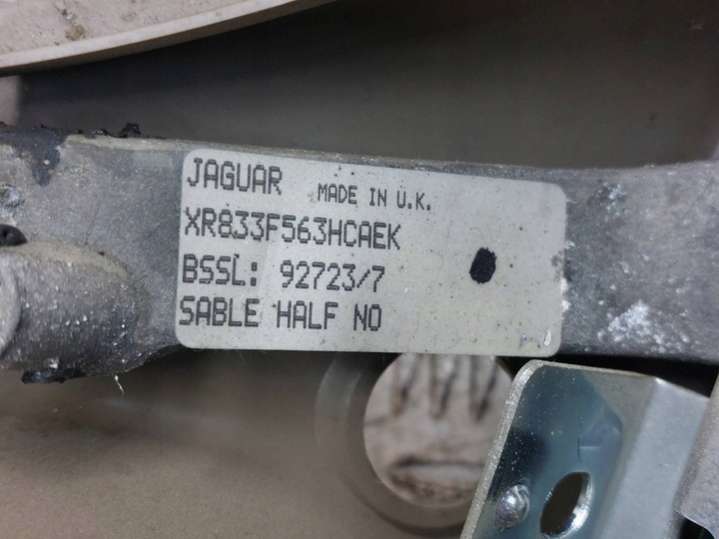 JAGUAR MADE IN U.K.
XR833F563HCAEK
BSSL: 92723/7
SABLE HALF NO